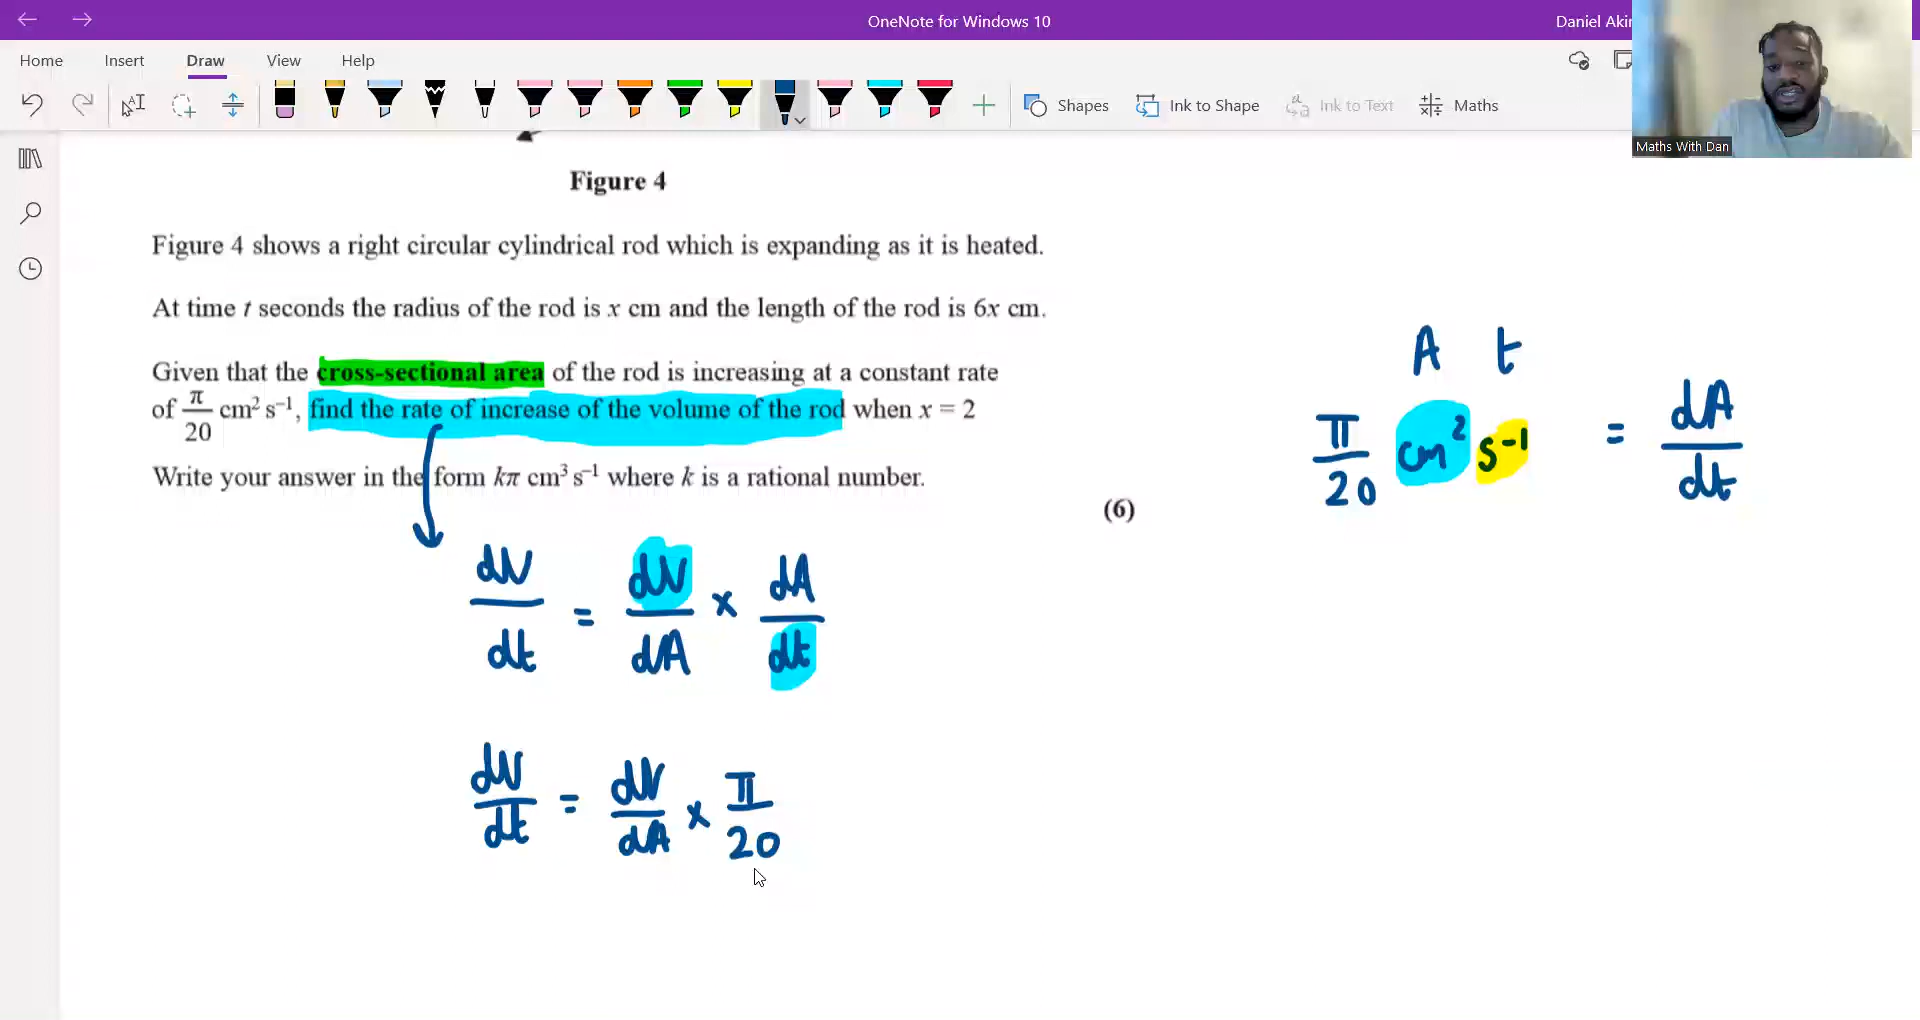 OneNote for Windows 10
Daniel Akin
Home Insert Draw View Help
Shapes Ink to Shape Ink to Text Maths
Maths With Dan
Figure 4
Figure 4 shows a right circular cylindrical rod which is expanding as it is heated.
At time t seconds the radius of the rod is x cm and the length of the rod is 6x cm.
Given that the cross-sectional area of the rod is increasing at a constant rate
of π/20 cm² s⁻¹, find the rate of increase of the volume of the rod when x = 2
Write your answer in the form kπ cm³ s⁻¹ where k is a rational number.
(6)
A t
π/20 cm² s⁻¹ = dA/dt
dV/dt = dV/dA × dA/dt
dV/dt = dV/dA × π/20